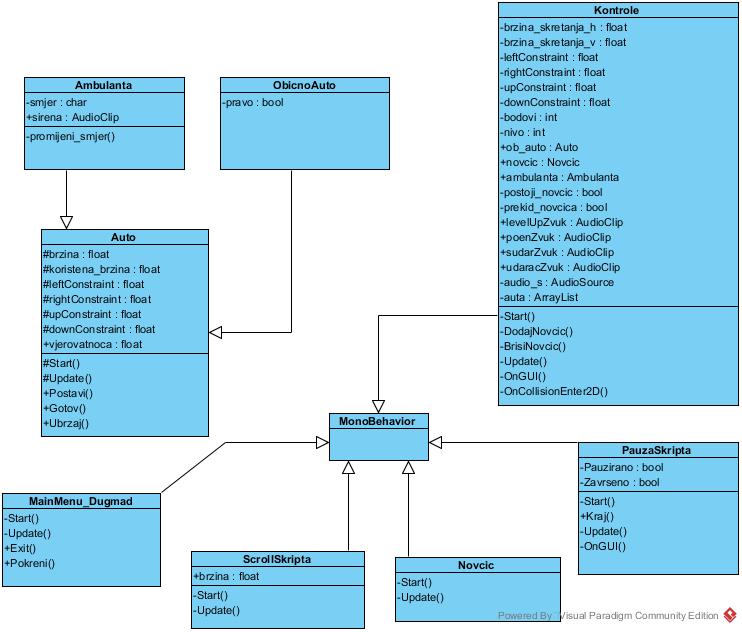 Ambulanta
-smjer : char
+sirena : AudioClip
-promijeni_smjer()
ObicnoAuto
-pravo : bool
Kontrole
-brzina_skretanja_h : float
-brzina_skretanja_v : float
-leftConstraint : float
-rightConstraint : float
-upConstraint : float
-downConstraint : float
-bodovi : int
-nivo : int
+ob_auto : Auto
+novcic : Novcic
+ambulanta : Ambulanta
-postoji_novcic : bool
-prekid_novcica : bool
+levelUpZvuk : AudioClip
+poenZvuk : AudioClip
+sudarZvuk : AudioClip
+udaracZvuk : AudioClip
-audio_s : AudioSource
-auta : ArrayList
-Start()
-DodajNovcic()
-BrisiNovcic()
-Update()
-OnGUI()
-OnCollisionEnter2D()
Auto
#brzina : float
#koristena_brzina : float
#leftConstraint : float
#rightConstraint : float
#upConstraint : float
#downConstraint : float
+vjerovatnoca : float
#Start()
#Update()
+Postavi()
+Gotov()
+Ubrzaj()
MonoBehavior
MainMenu_Dugmad
-Start()
-Update()
+Exit()
+Pokreni()
ScrollSkripta
+brzina : float
-Start()
-Update()
Novcic
-Start()
-Update()
PauzaSkripta
-Pauzirano : bool
-Zavrseno : bool
-Start()
+Kraj()
-Update()
-OnGUI()
Powered By Visual Paradigm Community Edition